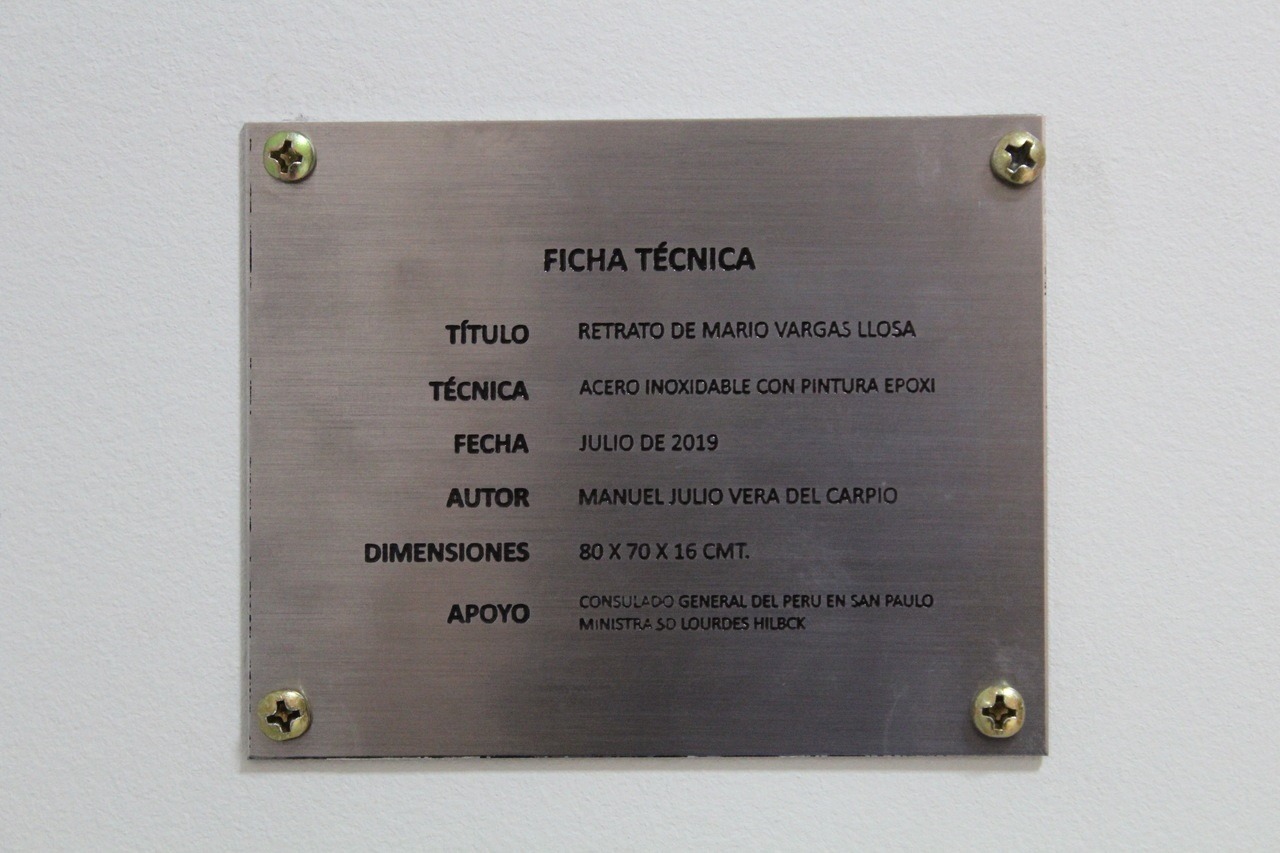 FICHA TÉCNICA
TÍTULO RETRATO DE MARIO VARGAS LLOSA
TÉCNICA ACERO INOXIDABLE CON PINTURA EPOXI
FECHA JULIO DE 2019
AUTOR MANUEL JULIO VERA DEL CARPIO
DIMENSIONES 80 X 70 X 16 CMT.
APOYO CONSULADO GENERAL DEL PERU EN SAN PAULO
MINISTRA SD LOURDES HILBCK